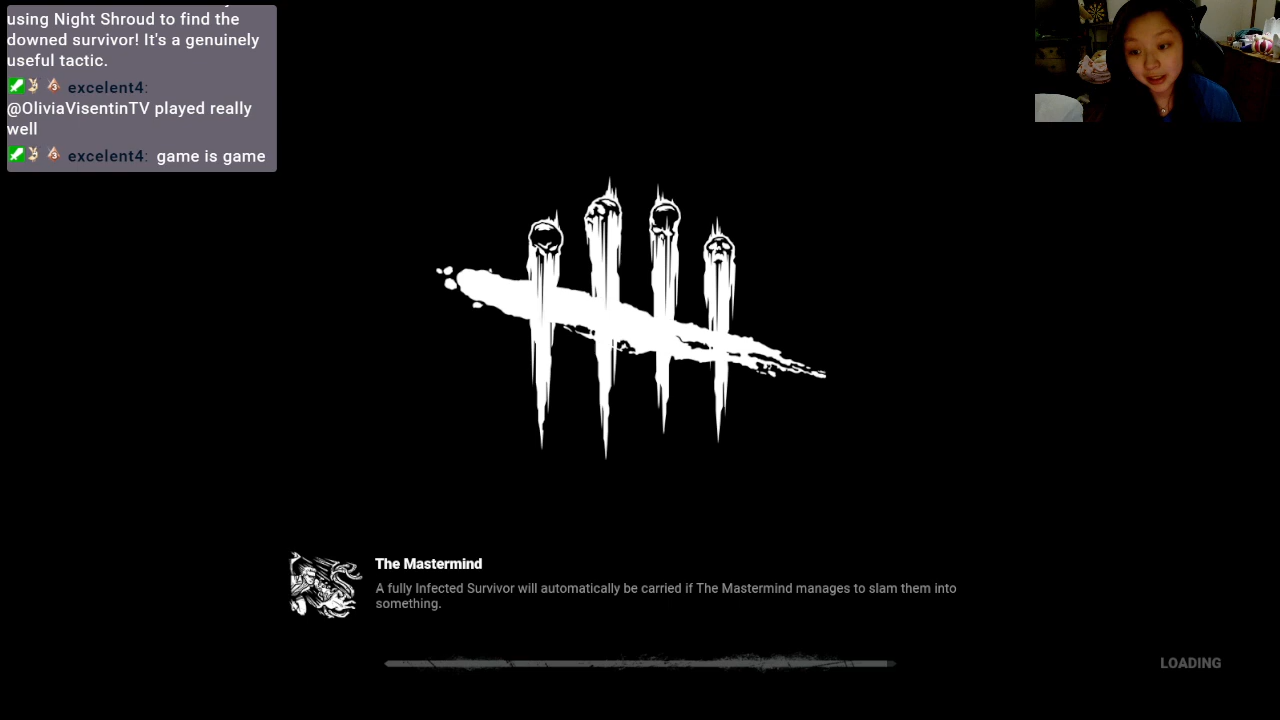 using Night Shroud to find the
downed survivor! It's a genuinely
useful tactic.
excelent4:
@OliviaVisentinTV played really
well
excelent4: game is game
The Mastermind
A fully Infected Survivor will automatically be carried if The Mastermind manages to slam them into
something.
LOADING